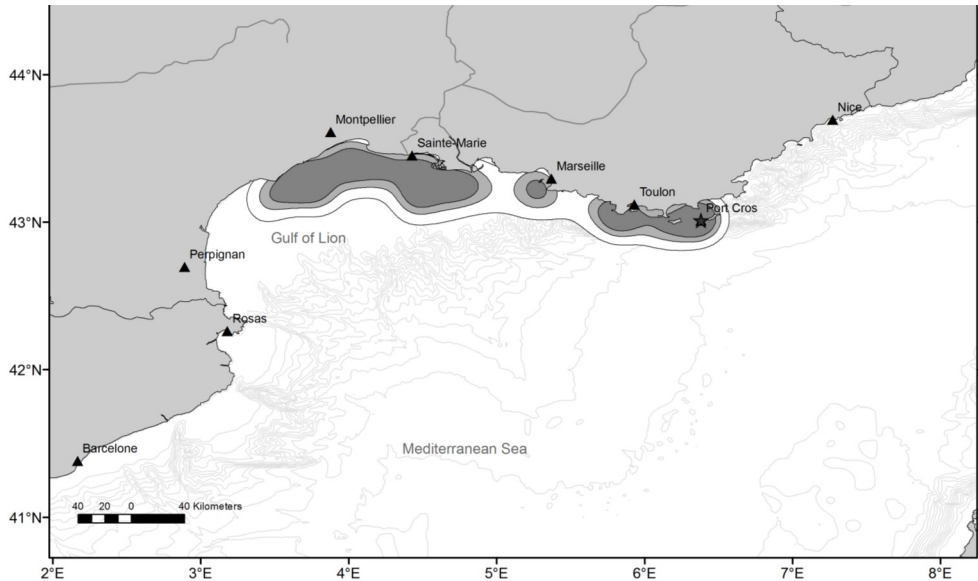 44°N
Nice
Montpellier
Sainte-Marie
Marseille
Toulon
Port Cros
43°N
Gulf of Lion
Perpignan
Rosas
42°N
Mediterranean Sea
Barcelone
40 20 0 40 Kilometers
41°N
2°E 3°E 4°E 5°E 6°E 7°E 8°E